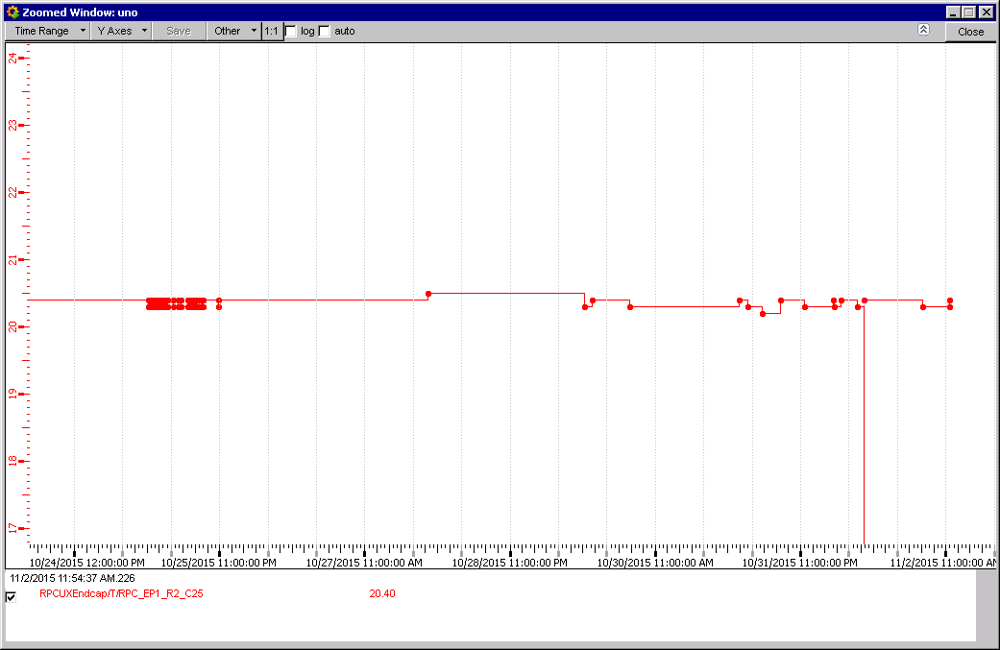 Zoomed Window: uno
Time Range Y Axes Save Other 1:1 log auto Close
24
23
22
21
20
19
18
17
10/24/2015 12:00:00 PM 10/25/2015 11:00:00 PM 10/27/2015 11:00:00 AM 10/28/2015 11:00:00 PM 10/30/2015 11:00:00 AM 10/31/2015 11:00:00 PM 11/2/2015 11:00:00 AM
11/2/2015 11:54:37 AM.226
RPCUXEndcap/T/RPC_EP1_R2_C25 20.40